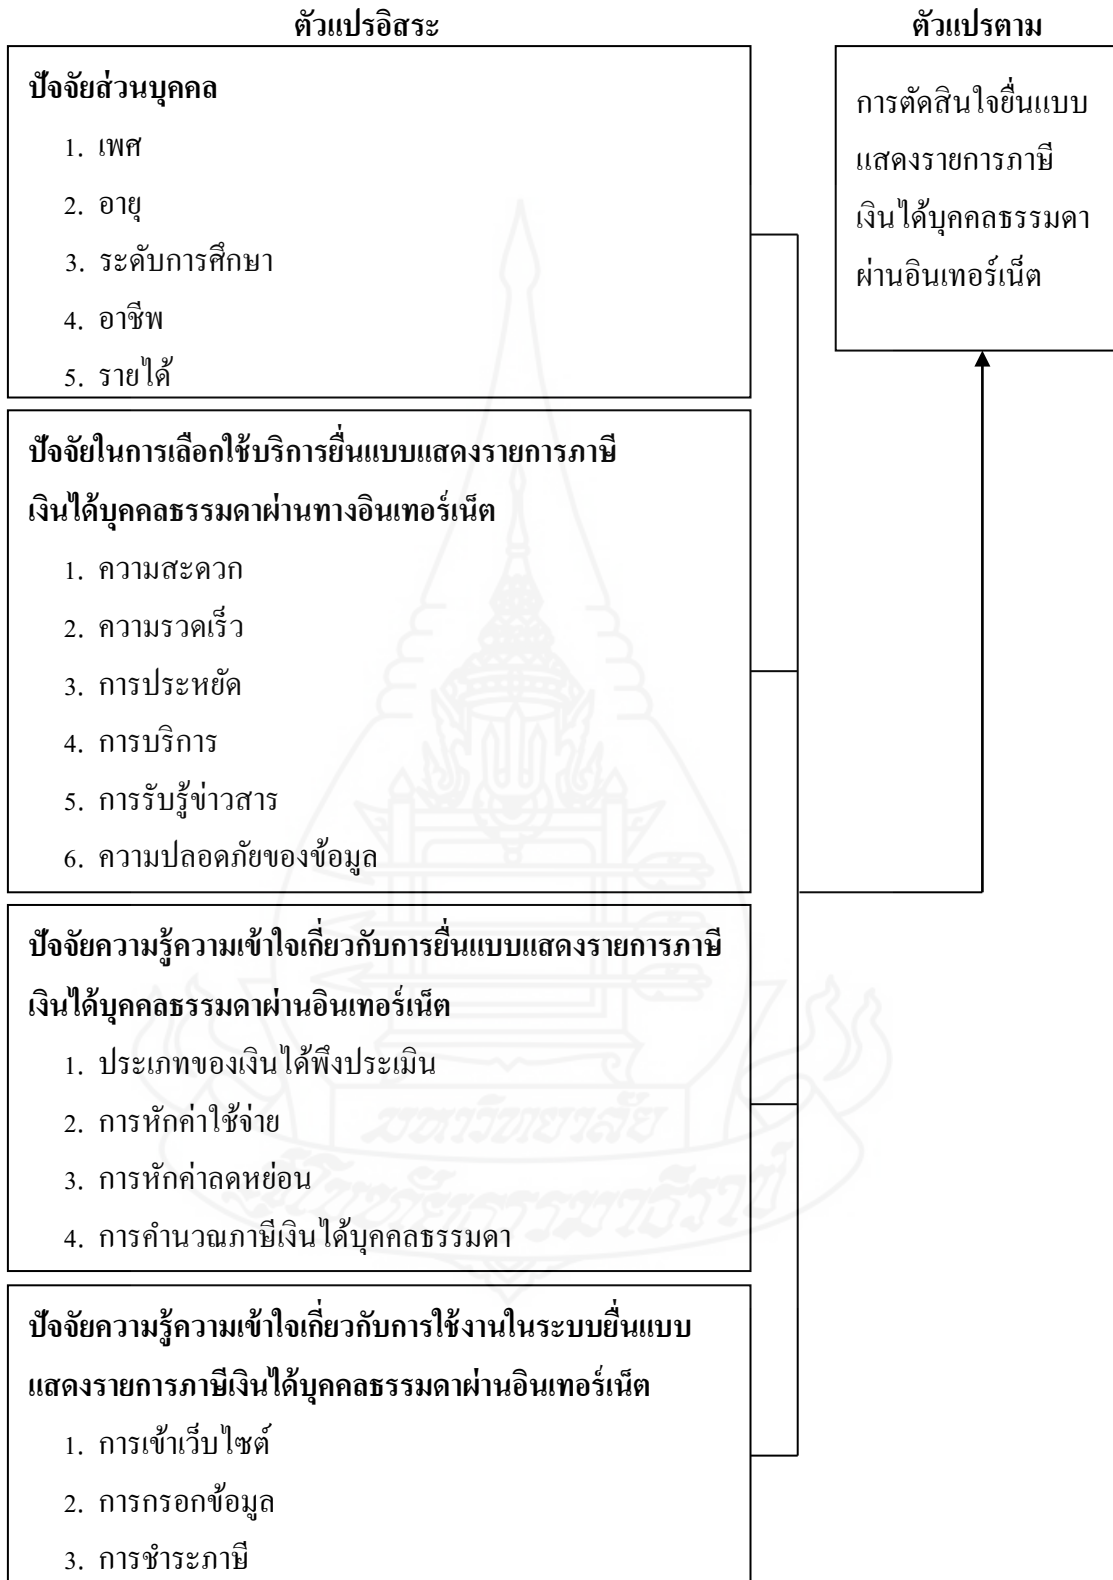 ตัวแปรอิสระ
ตัวแปรตาม
ปัจจัยส่วนบุคคล
1. เพศ
2. อายุ
3. ระดับการศึกษา
4. อาชีพ
5. รายได้
การตัดสินใจยื่นแบบ
แสดงรายการภาษี
เงินได้บุคคลธรรมดา
ผ่านอินเทอร์เน็ต
ปัจจัยในการเลือกใช้บริการยื่นแบบแสดงรายการภาษี
เงินได้บุคคลธรรมดาผ่านทางอินเทอร์เน็ต
1. ความสะดวก
2. ความรวดเร็ว
3. การประหยัด
4. การบริการ
5. การรับรู้ข่าวสาร
6. ความปลอดภัยของข้อมูล
ปัจจัยความรู้ความเข้าใจเกี่ยวกับการยื่นแบบแสดงรายการภาษี
เงินได้บุคคลธรรมดาผ่านอินเทอร์เน็ต
1. ประเภทของเงินได้พึงประเมิน
2. การหักค่าใช้จ่าย
3. การหักค่าลดหย่อน
4. การคำนวณภาษีเงินได้บุคคลธรรมดา
มหาวิทยาลัย
สุโขทัยธรรมาธิราช
ปัจจัยความรู้ความเข้าใจเกี่ยวกับการใช้งานในระบบยื่นแบบ
แสดงรายการภาษีเงินได้บุคคลธรรมดาผ่านอินเทอร์เน็ต
1. การเข้าเว็บไซต์
2. การกรอกข้อมูล
3. การชำระภาษี